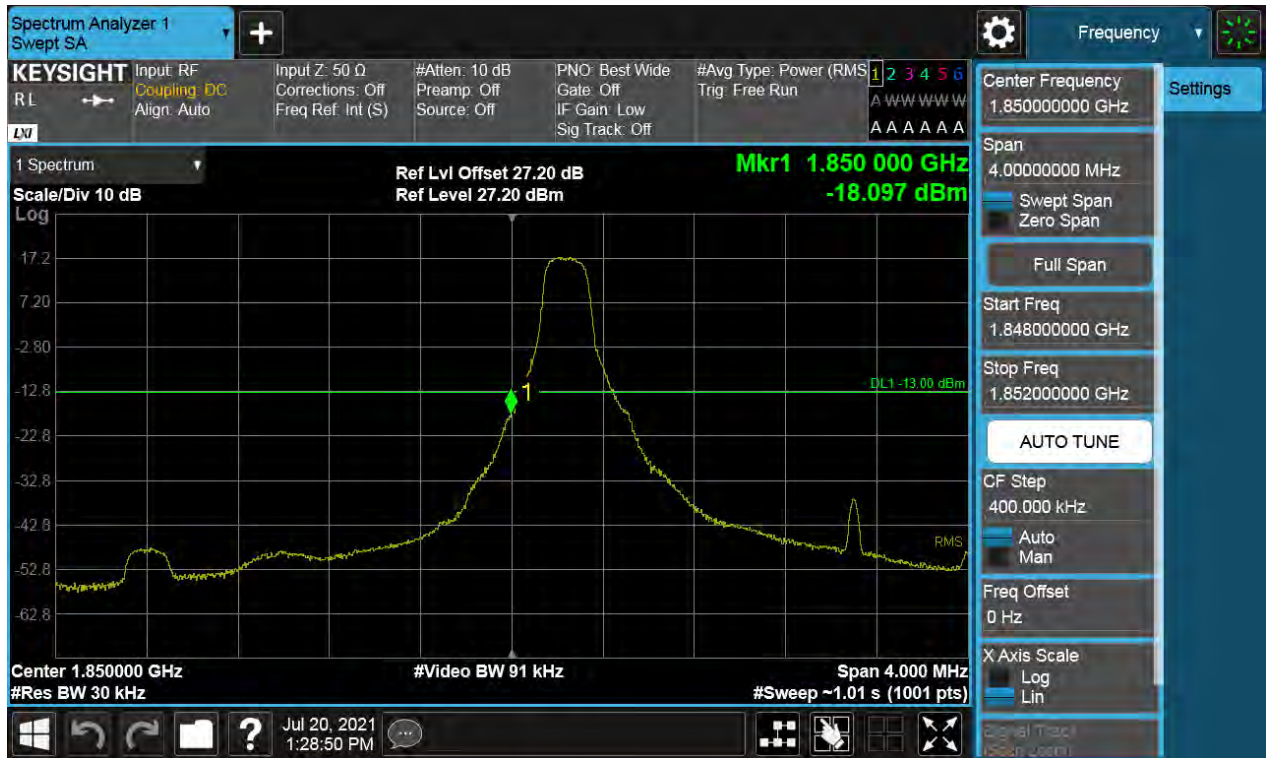 Spectrum Analyzer 1
Swept SA
+
Frequency
KEYSIGHT
RL
LXI
Input: RF
Coupling: DC
Align: Auto
Input Z: 50 Ω
Corrections: Off
Freq Ref: Int (S)
#Atten: 10 dB
Preamp: Off
Source: Off
PNO: Best Wide
Gate: Off
IF Gain: Low
Sig Track: Off
#Avg Type: Power (RMS
Trig: Free Run
1 2 3 4 5 6
A W W W W W
A A A A A A
1 Spectrum
Scale/Div 10 dB
Log
Ref Lvl Offset 27.20 dB
Ref Level 27.20 dBm
Mkr1 1.850 000 GHz
-18.097 dBm
17.2
7.20
-2.80
-12.8
-22.8
-32.8
-42.8
-52.8
-62.8
1
DL1 -13.00 dBm
RMS
Center 1.850000 GHz
#Res BW 30 kHz
#Video BW 91 kHz
Span 4.000 MHz
#Sweep ~1.01 s (1001 pts)
Center Frequency
1.850000000 GHz
Settings
Span
4.00000000 MHz
Swept Span
Zero Span
Full Span
Start Freq
1.848000000 GHz
Stop Freq
1.852000000 GHz
AUTO TUNE
CF Step
400.000 kHz
Auto
Man
Freq Offset
0 Hz
X Axis Scale
Log
Lin
Signal Track
(Span Zoom)
?
Jul 20, 2021
1:28:50 PM